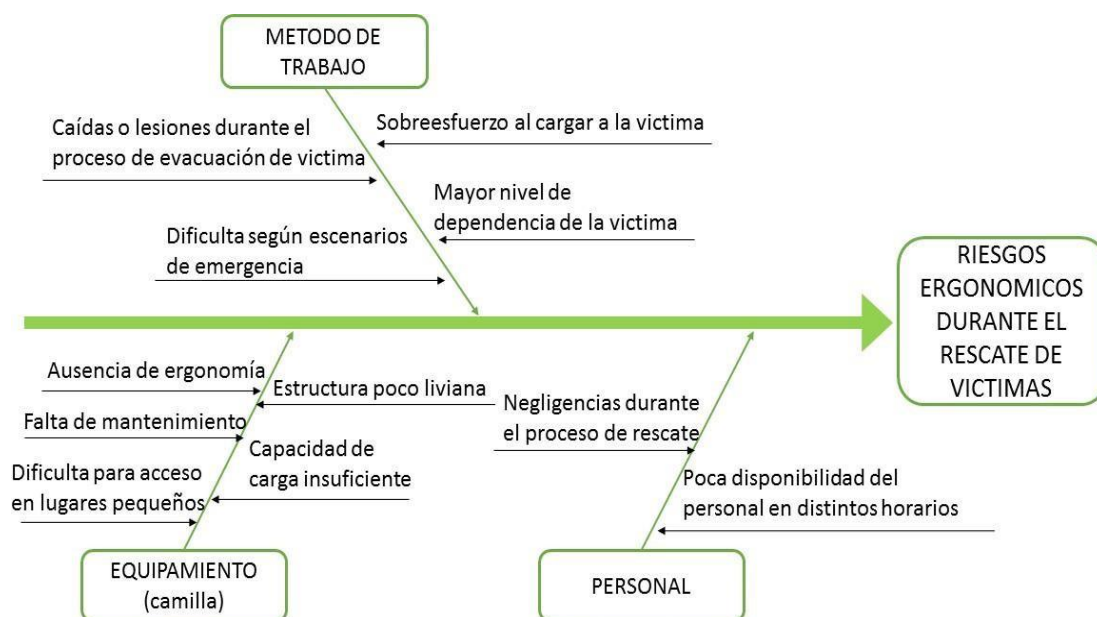 METODO DE
TRABAJO
Caídas o lesiones durante el
proceso de evacuación de victima
Sobreesfuerzo al cargar a la victima
Mayor nivel de
dependencia de la victima
Dificulta según escenarios
de emergencia
RIESGOS
ERGONOMICOS
DURANTE EL
RESCATE DE
VICTIMAS
Ausencia de ergonomía
Estructura poco liviana
Falta de mantenimiento
Capacidad de
carga insuficiente
Dificulta para acceso
en lugares pequeños
Negligencias durante
el proceso de rescate
Poca disponibilidad del
personal en distintos horarios
EQUIPAMIENTO
(camilla)
PERSONAL